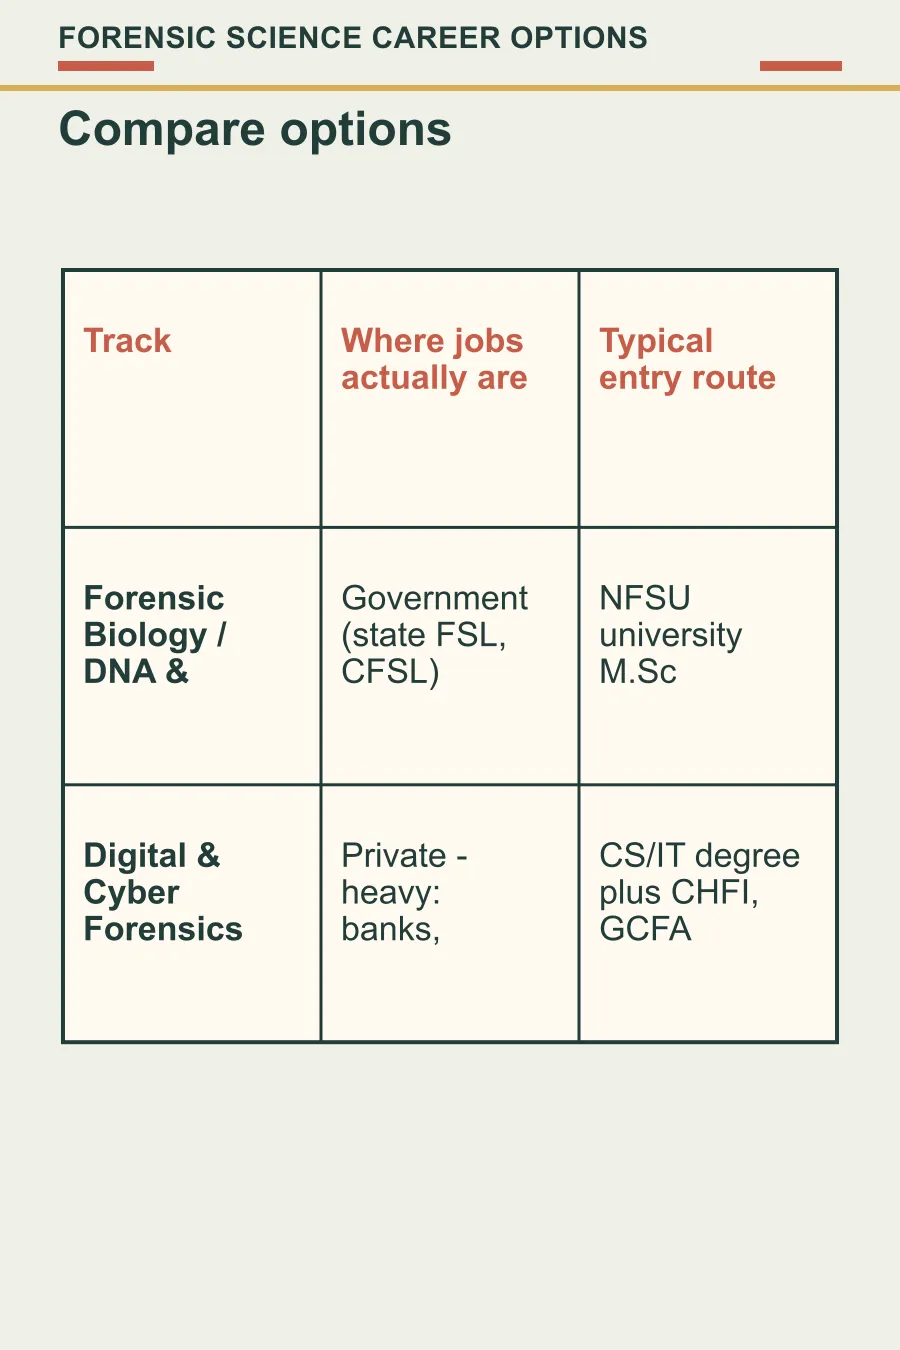 FORENSIC SCIENCE CAREER OPTIONS
Compare options
Track
Where jobs
actually are
Typical
entry route
Forensic
Biology /
DNA &
Government
(state FSL,
CFSL)
NFSU
university
M.Sc
Digital &
Cyber
Forensics
Private -
heavy:
banks,
CS/IT degree
plus CHFI,
GCFA